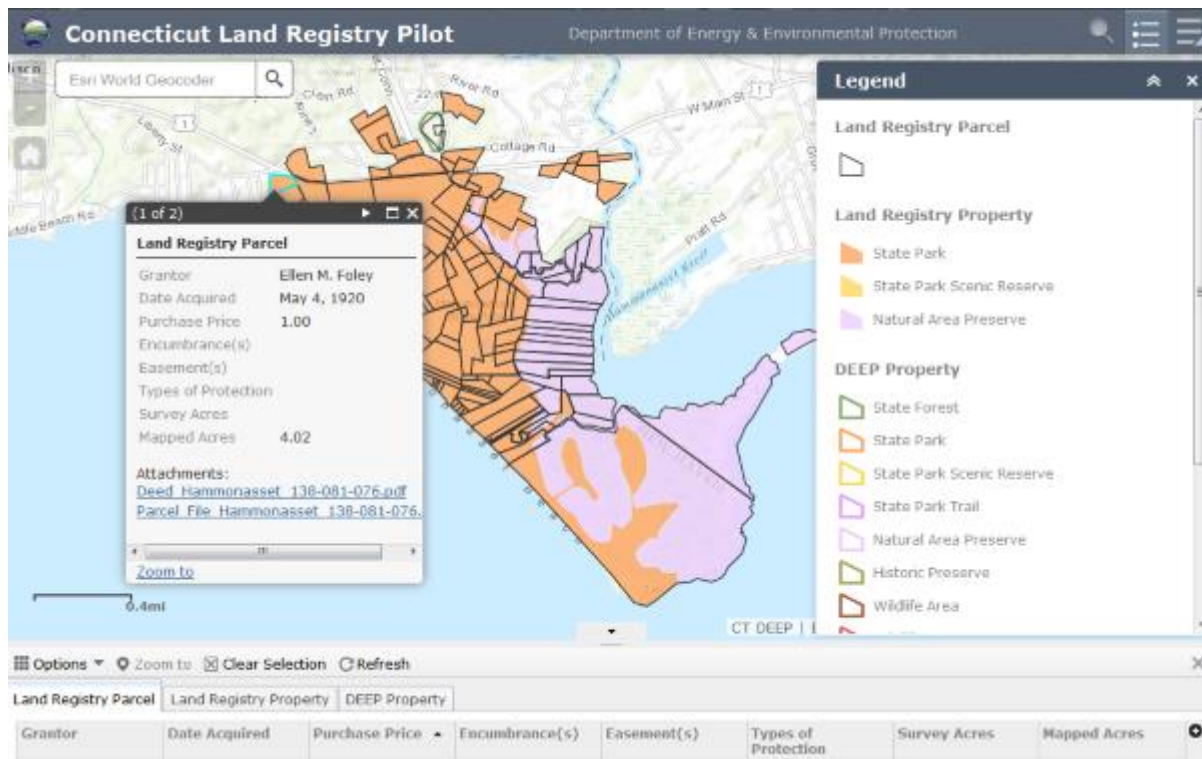 Connecticut Land Registry Pilot
Department of Energy & Environmental Protection
Esri World Geocoder
Legend
Land Registry Parcel
Land Registry Property
State Park
State Park Scenic Reserve
Natural Area Preserve
DEEP Property
State Forest
State Park
State Park Scenic Reserve
State Park Trail
Natural Area Preserve
Historic Preserve
Wildlife Area
River Rd
W Main St
1
Liberty St
1
Cottage Rd
Pratt Rd
Hammonasset River
(1 of 2)
Land Registry Parcel
Grantor Ellen M. Foley
Date Acquired May 4, 1920
Purchase Price 1.00
Encumbrance(s)
Easement(s)
Types of Protection
Survey Acres
Mapped Acres 4.02
Attachments:
Deed_Hammonasset_138-081-076.pdf
Parcel_File_Hammonasset_138-081-076.
Zoom to
0.4mi
CT DEEP |
Options Zoom to Clear Selection Refresh
Land Registry Parcel Land Registry Property DEEP Property
Grantor Date Acquired Purchase Price Encumbrance(s) Easement(s) Types of Protection Survey Acres Mapped Acres